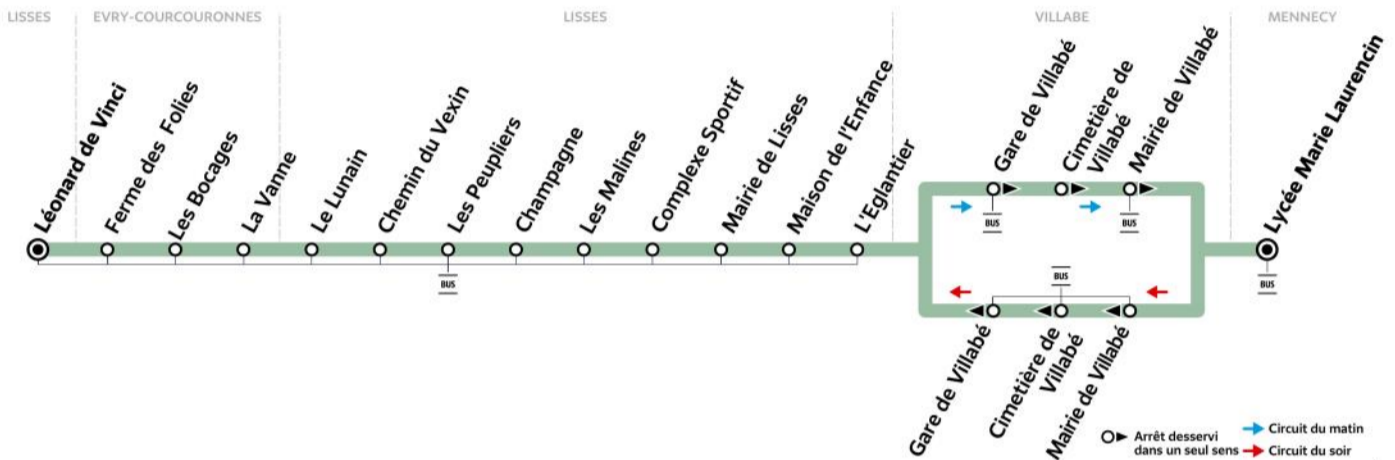 LISSES
EVRY-COURCOURONNES
LISSES
VILLABE
MENNECY
Léonard de Vinci
Ferme des Folies
Les Bocages
La Vanne
Le Lunain
Chemin du Vexin
Les Peupliers
Champagne
Les Malines
Complexe Sportif
Mairie de Lisses
Maison de l'Enfance
L'Eglantier
Gare de Villabé
Cimetière de
Villabé
Mairie de Villabé
Lycée Marie Laurencin
BUS
BUS
BUS
BUS
BUS
Gare de Villabé
Cimetière de
Villabé
Mairie de Villabé
Arrêt desservi
dans un seul sens
Circuit du matin
Circuit du soir